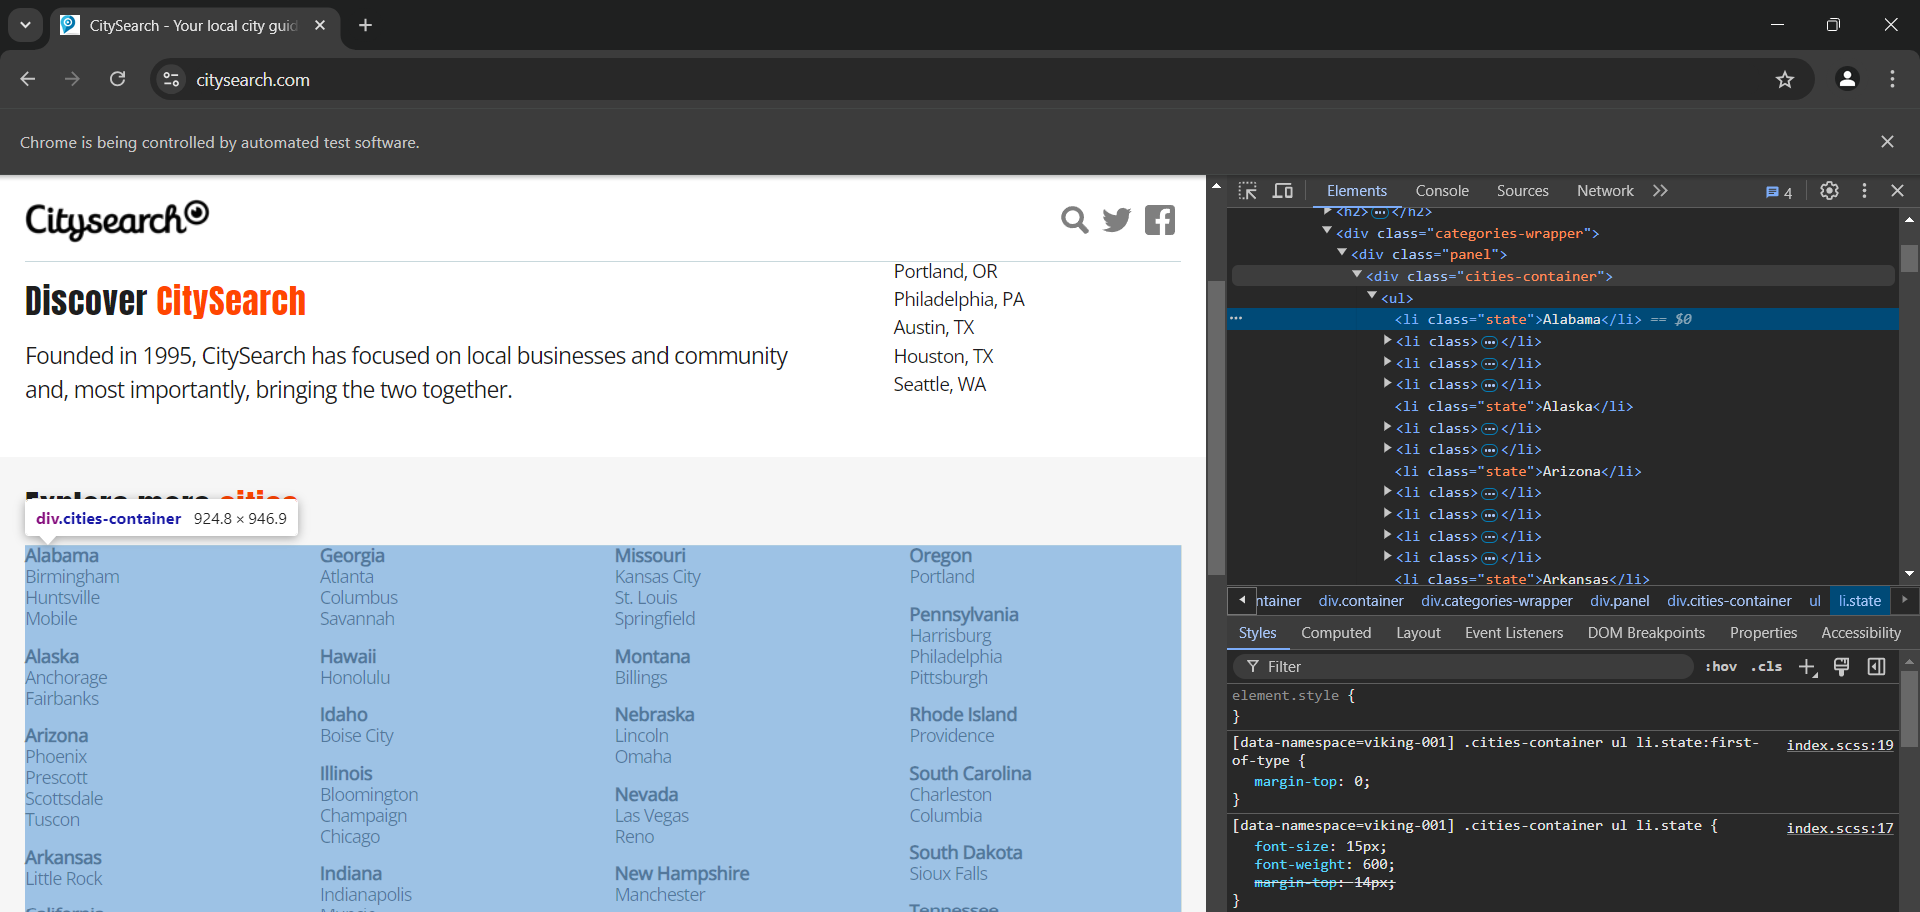 CitySearch - Your local city guid
citysearch.com
Chrome is being controlled by automated test software.
Citysearch
Discover CitySearch
Founded in 1995, CitySearch has focused on local businesses and community
and, most importantly, bringing the two together.
Portland, OR
Philadelphia, PA
Austin, TX
Houston, TX
Seattle, WA
Explore more cities
div.cities-container 924.8 × 946.9
Alabama
Birmingham
Huntsville
Mobile
Alaska
Anchorage
Fairbanks
Arizona
Phoenix
Prescott
Scottsdale
Tuscon
Arkansas
Little Rock
California
Georgia
Atlanta
Columbus
Savannah
Hawaii
Honolulu
Idaho
Boise City
Illinois
Bloomington
Champaign
Chicago
Indiana
Indianapolis
Muncie
Missouri
Kansas City
St. Louis
Springfield
Montana
Billings
Nebraska
Lincoln
Omaha
Nevada
Las Vegas
Reno
New Hampshire
Manchester
Oregon
Portland
Pennsylvania
Harrisburg
Philadelphia
Pittsburgh
Rhode Island
Providence
South Carolina
Charleston
Columbia
South Dakota
Sioux Falls
Tennessee
Elements Console Sources Network 4
<h2> </h2>
<div class="categories-wrapper">
<div class="panel">
<div class="cities-container">
<ul>
<li class="state">Alabama</li> == $0
<li class> </li>
<li class> </li>
<li class> </li>
<li class="state">Alaska</li>
<li class> </li>
<li class> </li>
<li class="state">Arizona</li>
<li class> </li>
<li class> </li>
<li class> </li>
<li class> </li>
<li class="state">Arkansas</li>
ntainer div.container div.categories-wrapper div.panel div.cities-container ul li.state
Styles Computed Layout Event Listeners DOM Breakpoints Properties Accessibility
Filter :hov .cls
element.style {
}
[data-namespace=viking-001] .cities-container ul li.state:first- index.scss:19
of-type {
margin-top: 0;
}
[data-namespace=viking-001] .cities-container ul li.state { index.scss:17
font-size: 15px;
font-weight: 600;
margin-top: 14px;
}